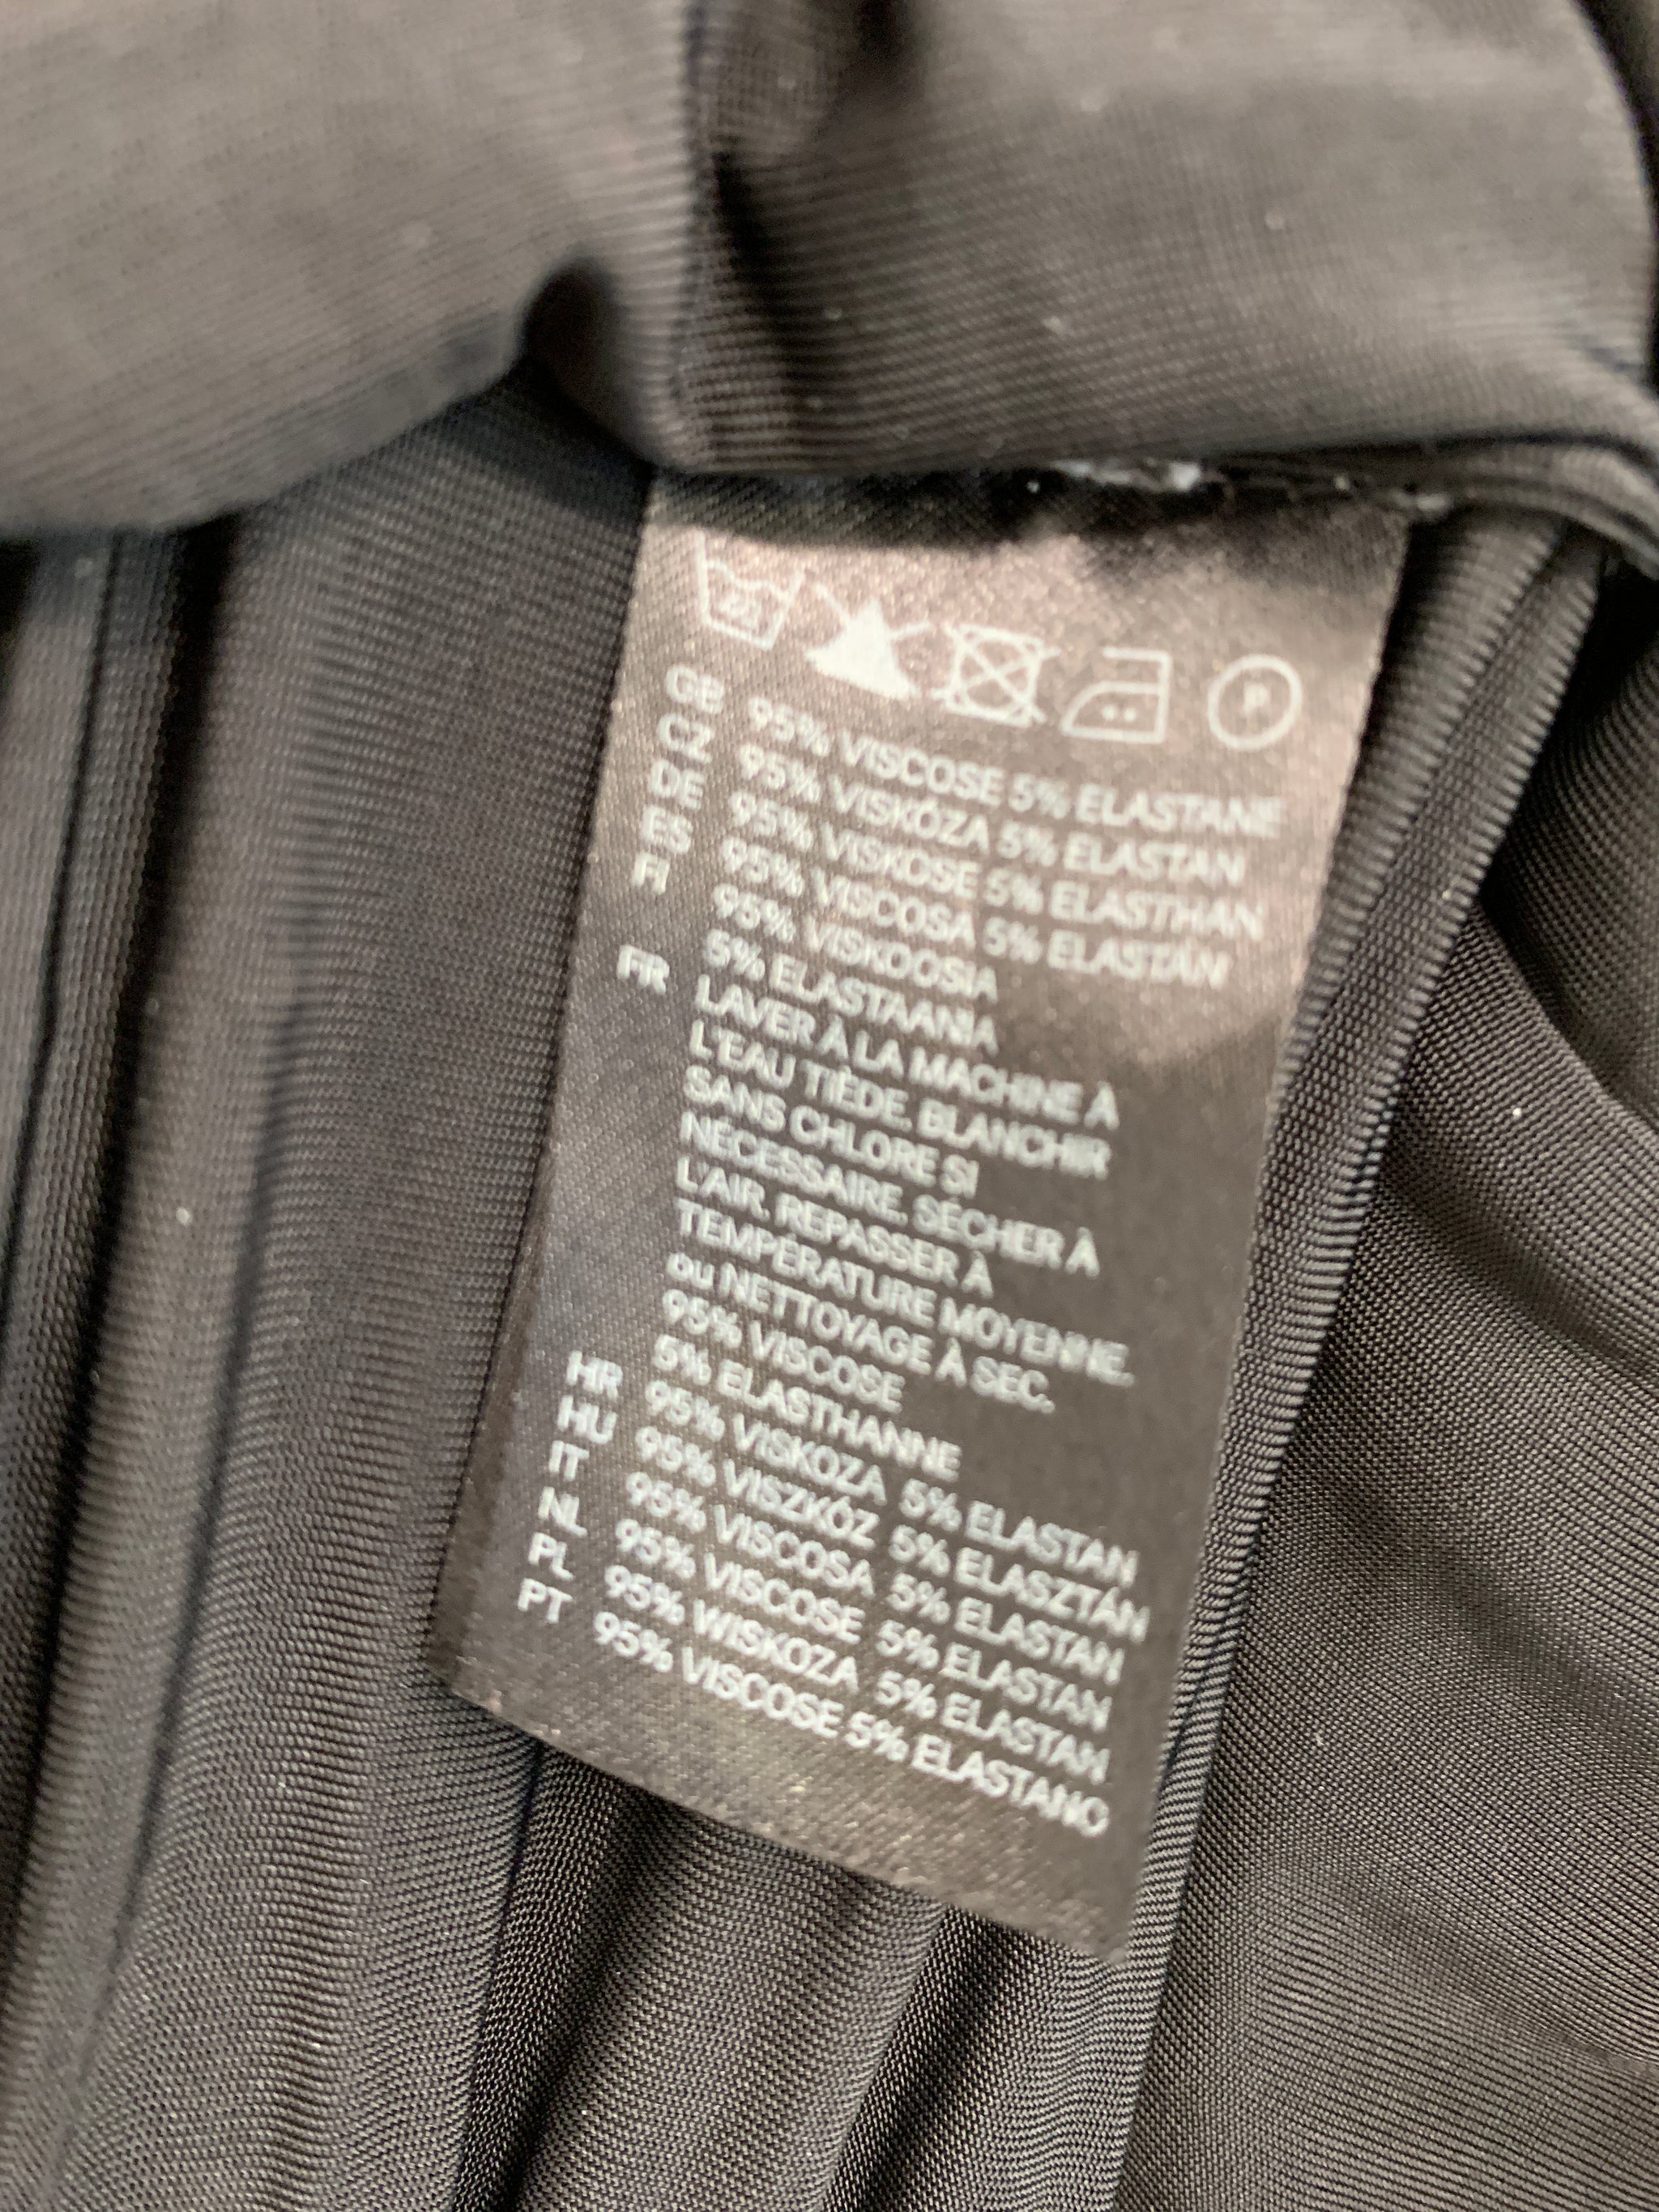 P
GB 95% VISCOSE 5% ELASTANE
CZ 95% VISKÓZA 5% ELASTAN
DE 95% VISKOSE 5% ELASTHAN
ES 95% VISCOSA 5% ELASTÁN
FI 95% VISKOOSIA
5% ELASTAANIA
FR LAVER À LA MACHINE À
L'EAU TIÈDE, BLANCHIR
SANS CHLORE SI
NÉCESSAIRE. SÉCHER À
L'AIR, REPASSER À
TEMPÉRATURE MOYENNE.
ou NETTOYAGE À SEC.
95% VISCOSE
5% ELASTHANNE
HR 95% VISKOZA 5% ELASTAN
HU 95% VISZKÓZ 5% ELASZTÁN
IT 95% VISCOSA 5% ELASTAN
NL 95% VISCOSE 5% ELASTAN
PL 95% WISKOZA 5% ELASTAN
PT 95% VISCOSE 5% ELASTANO